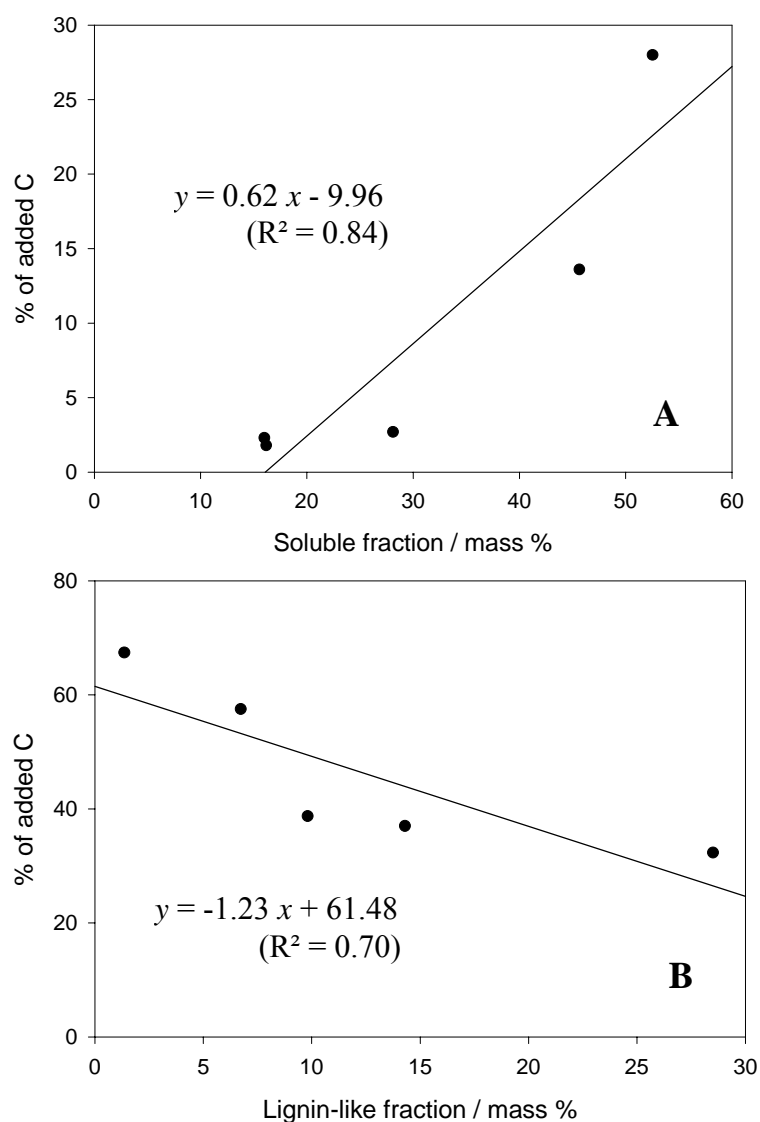 30
25
20
15
10
5
0
% of added C
y = 0.62 x - 9.96
(R² = 0.84)
A
0 10 20 30 40 50 60
Soluble fraction / mass %
80
60
40
20
0
% of added C
y = -1.23 x + 61.48
(R² = 0.70)
B
0 5 10 15 20 25 30
Lignin-like fraction / mass %